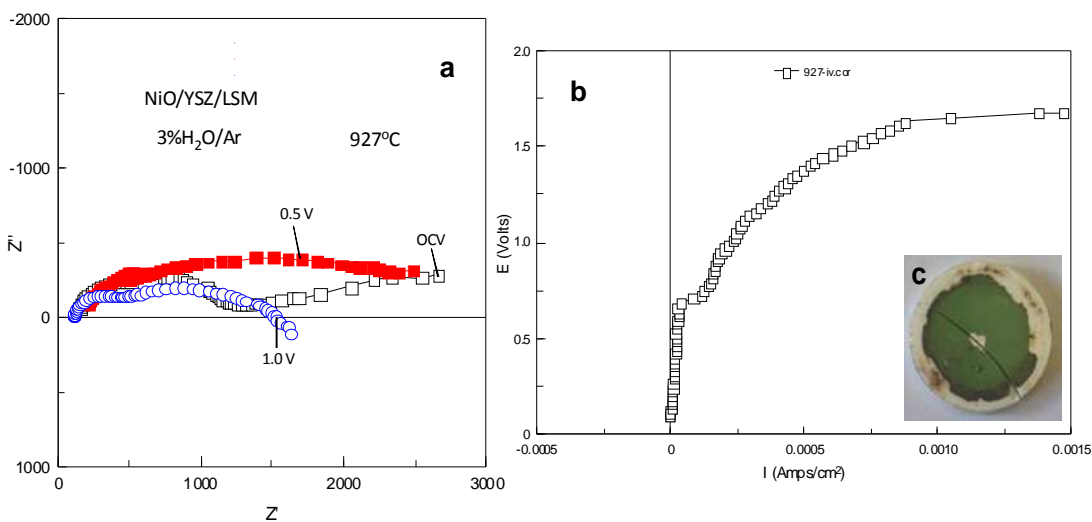 -2000
-1000
0
1000
Z''
0
1000
2000
3000
Z'
a
NiO/YSZ/LSM
3%H₂O/Ar
927°C
0.5 V
OCV
1.0 V
b
927-iv.cor
2.0
1.5
1.0
0.5
0
E (Volts)
-0.0005
0
0.0005
0.0010
0.0015
I (Amps/cm²)
c